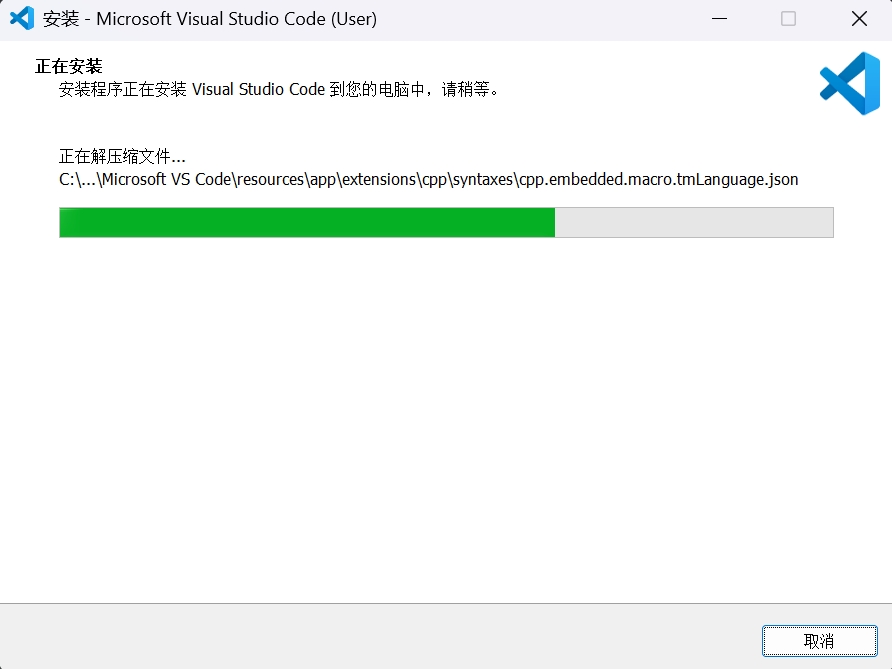 安装 - Microsoft Visual Studio Code (User)
正在安装
安装程序正在安装 Visual Studio Code 到您的电脑中，请稍等。
正在解压缩文件...
C:\...\Microsoft VS Code\resources\app\extensions\cpp\syntaxes\cpp.embedded.macro.tmLanguage.json
取消